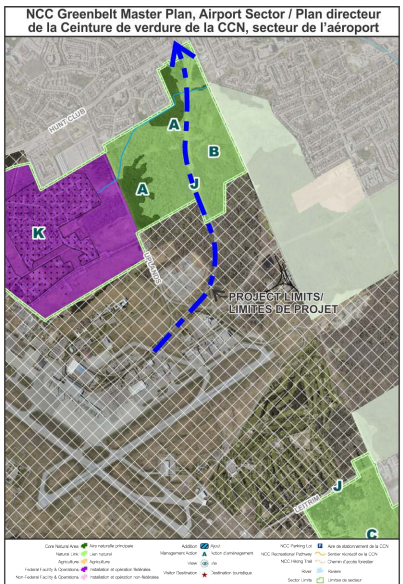 NCC Greenbelt Master Plan, Airport Sector / Plan directeur
de la Ceinture de verdure de la CCN, secteur de l'aéroport
HUNT CLUB
A
B
A
J
K
UPLANDS
PROJECT LIMITS/
LIMITES DE PROJET
LEITRIM
J
C
Core Natural Area Aire naturelle principale
Natural Link Lien naturel
Agriculture Agriculture
Federal Facility & Operations Installation et opération fédérales
Non-Federal Facility & Operations Installation et opération non-fédérales
Addition Ajout
Management Action A Action d'aménagement
View Vue
Visitor Destination Destination touristique
NCC Parking Lot P Aire de stationnement de la CCN
NCC Recreational Pathway Sentier récréatif de la CCN
NCC Hiking Trail Chemin d'accès forestier
River Rivière
Sector Limits Limites de secteur